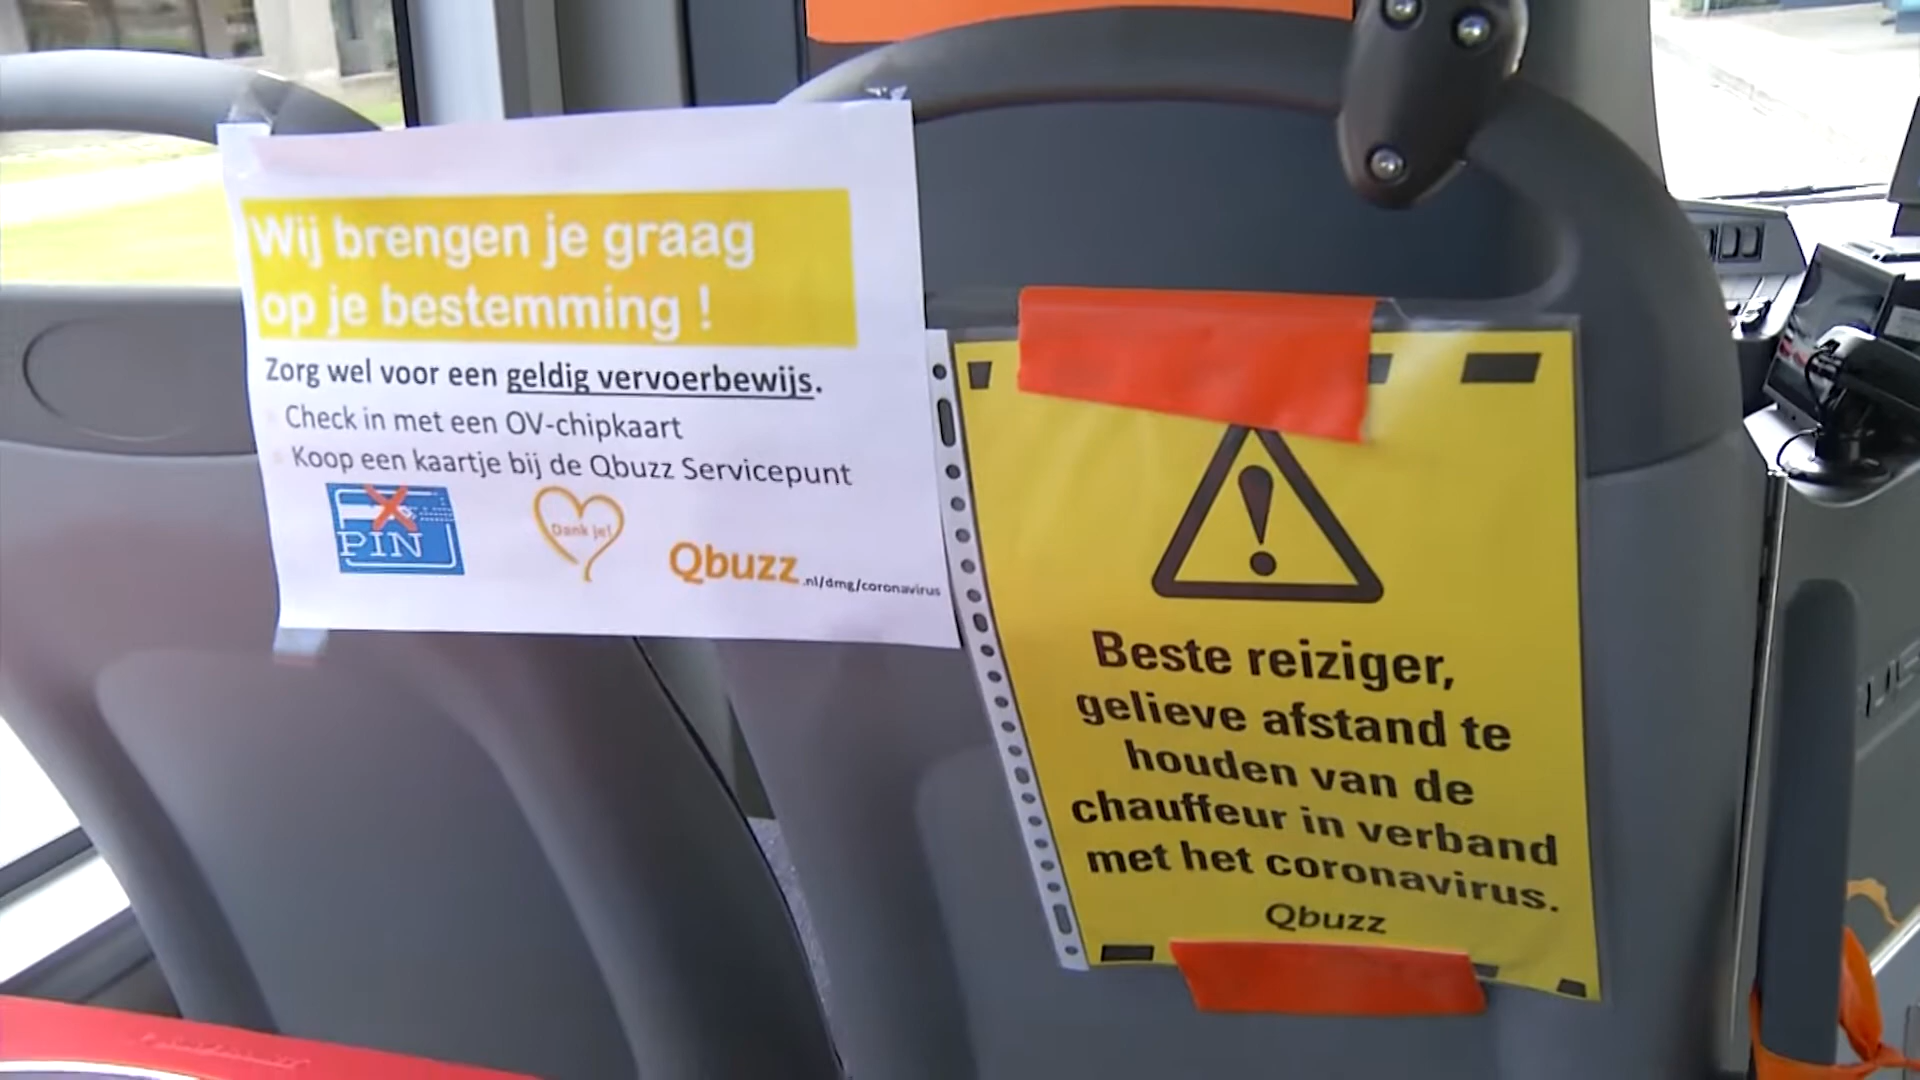 Wij brengen je graag
op je bestemming !
Zorg wel voor een geldig vervoerbewijs.
Check in met een OV-chipkaart
Koop een kaartje bij de Qbuzz Servicepunt
PIN
Dank je!
Qbuzz.nl/dmg/coronavirus
Beste reiziger,
gelieve afstand te
houden van de
chauffeur in verband
met het coronavirus.
Qbuzz